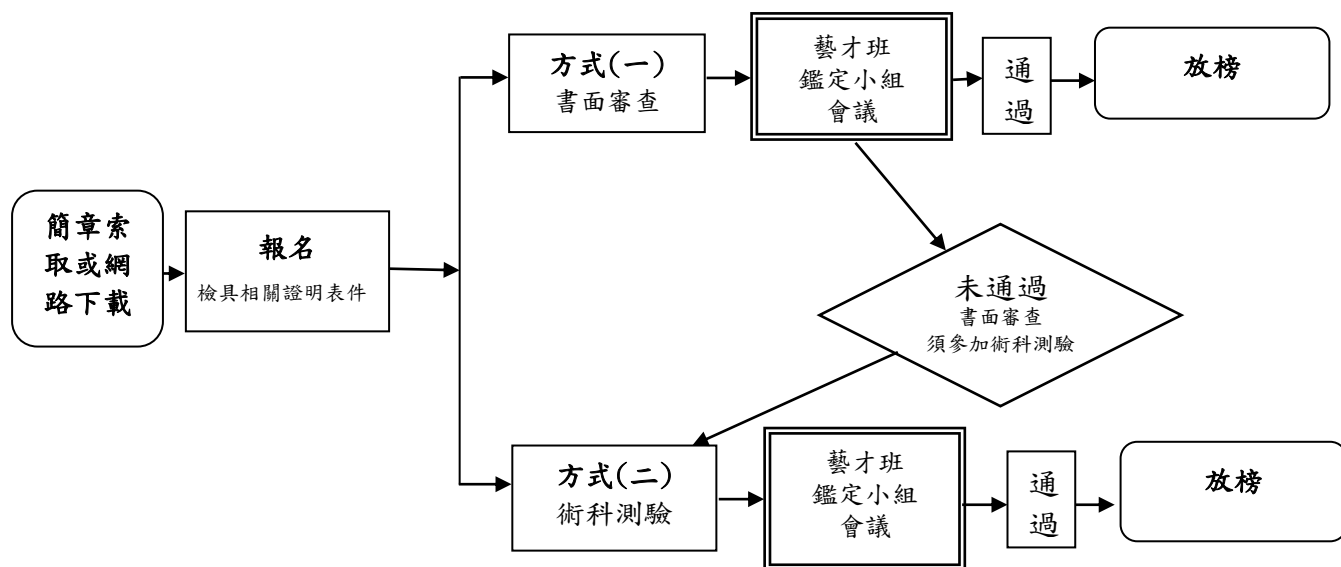 簡章索
取或網
路下載
報名
檢具相關證明表件
方式(一)
書面審查
藝才班
鑑定小組
會議
通
過
放榜
未通過
書面審查
須參加術科測驗
方式(二)
術科測驗
藝才班
鑑定小組
會議
通
過
放榜